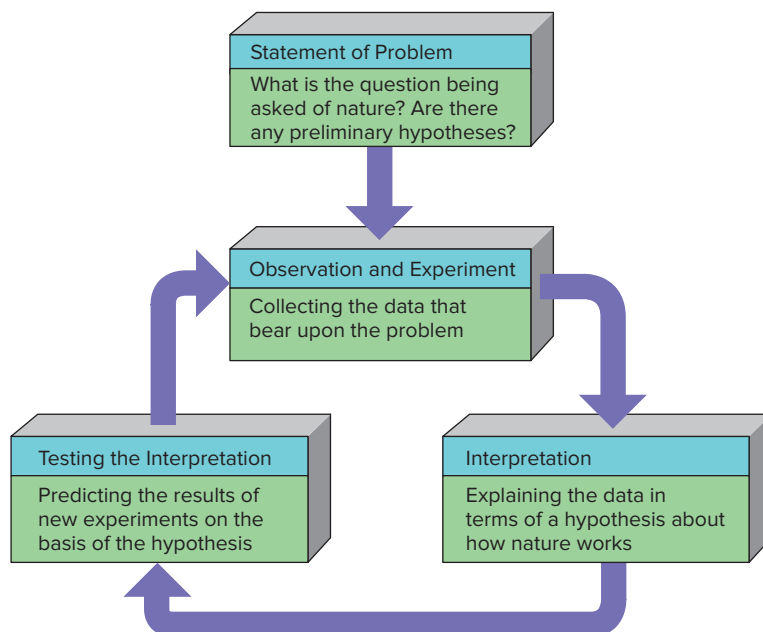 Statement of Problem
What is the question being
asked of nature? Are there
any preliminary hypotheses?
Observation and Experiment
Collecting the data that
bear upon the problem
Interpretation
Explaining the data in
terms of a hypothesis about
how nature works
Testing the Interpretation
Predicting the results of
new experiments on the
basis of the hypothesis